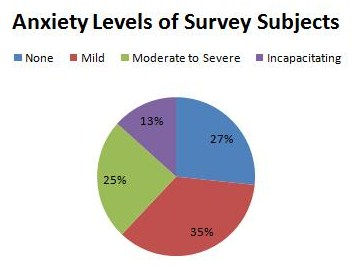 Anxiety Levels of Survey Subjects
None Mild Moderate to Severe Incapacitating
13%
27%
25%
35%